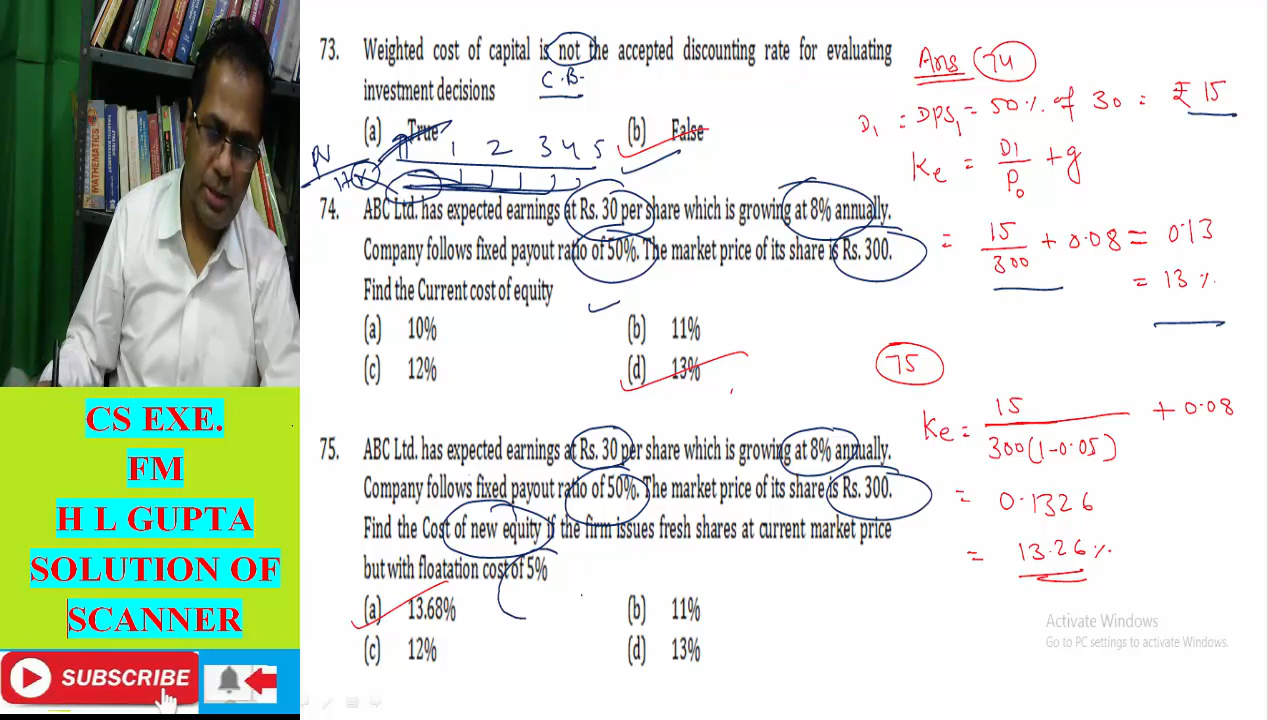 73. Weighted cost of capital is not the accepted discounting rate for evaluating
investment decisions
C.B.
(a) True (b) False
1 2 3 4 5
PV
74. ABC Ltd. has expected earnings at Rs. 30 per share which is growing at 8% annually.
Company follows fixed payout ratio of 50%. The market price of its share is Rs. 300.
Find the Current cost of equity
(a) 10% (b) 11%
(c) 12% (d) 13%
75. ABC Ltd. has expected earnings at Rs. 30 per share which is growing at 8% annually.
Company follows fixed payout ratio of 50%. The market price of its share is Rs. 300.
Find the Cost of new equity if the firm issues fresh shares at current market price
but with floatation cost of 5%
(a) 13.68% (b) 11%
(c) 12% (d) 13%
Ans 74
D1 = DPS1 = 50% of 30 = ₹ 15
Ke = D1/P0 + g
= 15/300 + 0.08 = 0.13
= 13%
75
Ke = 15/300(1-0.05) + 0.08
= 0.1326
= 13.26%
CS EXE.
FM
H L GUPTA
SOLUTION OF
SCANNER
SUBSCRIBE
Activate Windows
Go to PC settings to activate Windows.